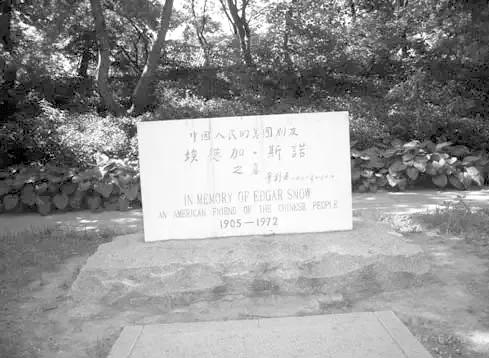 中国人民的美国朋友
埃德加·斯诺
之墓
IN MEMORY OF EDGAR SNOW
AN AMERICAN FRIEND OF THE CHINESE PEOPLE
1905—1972